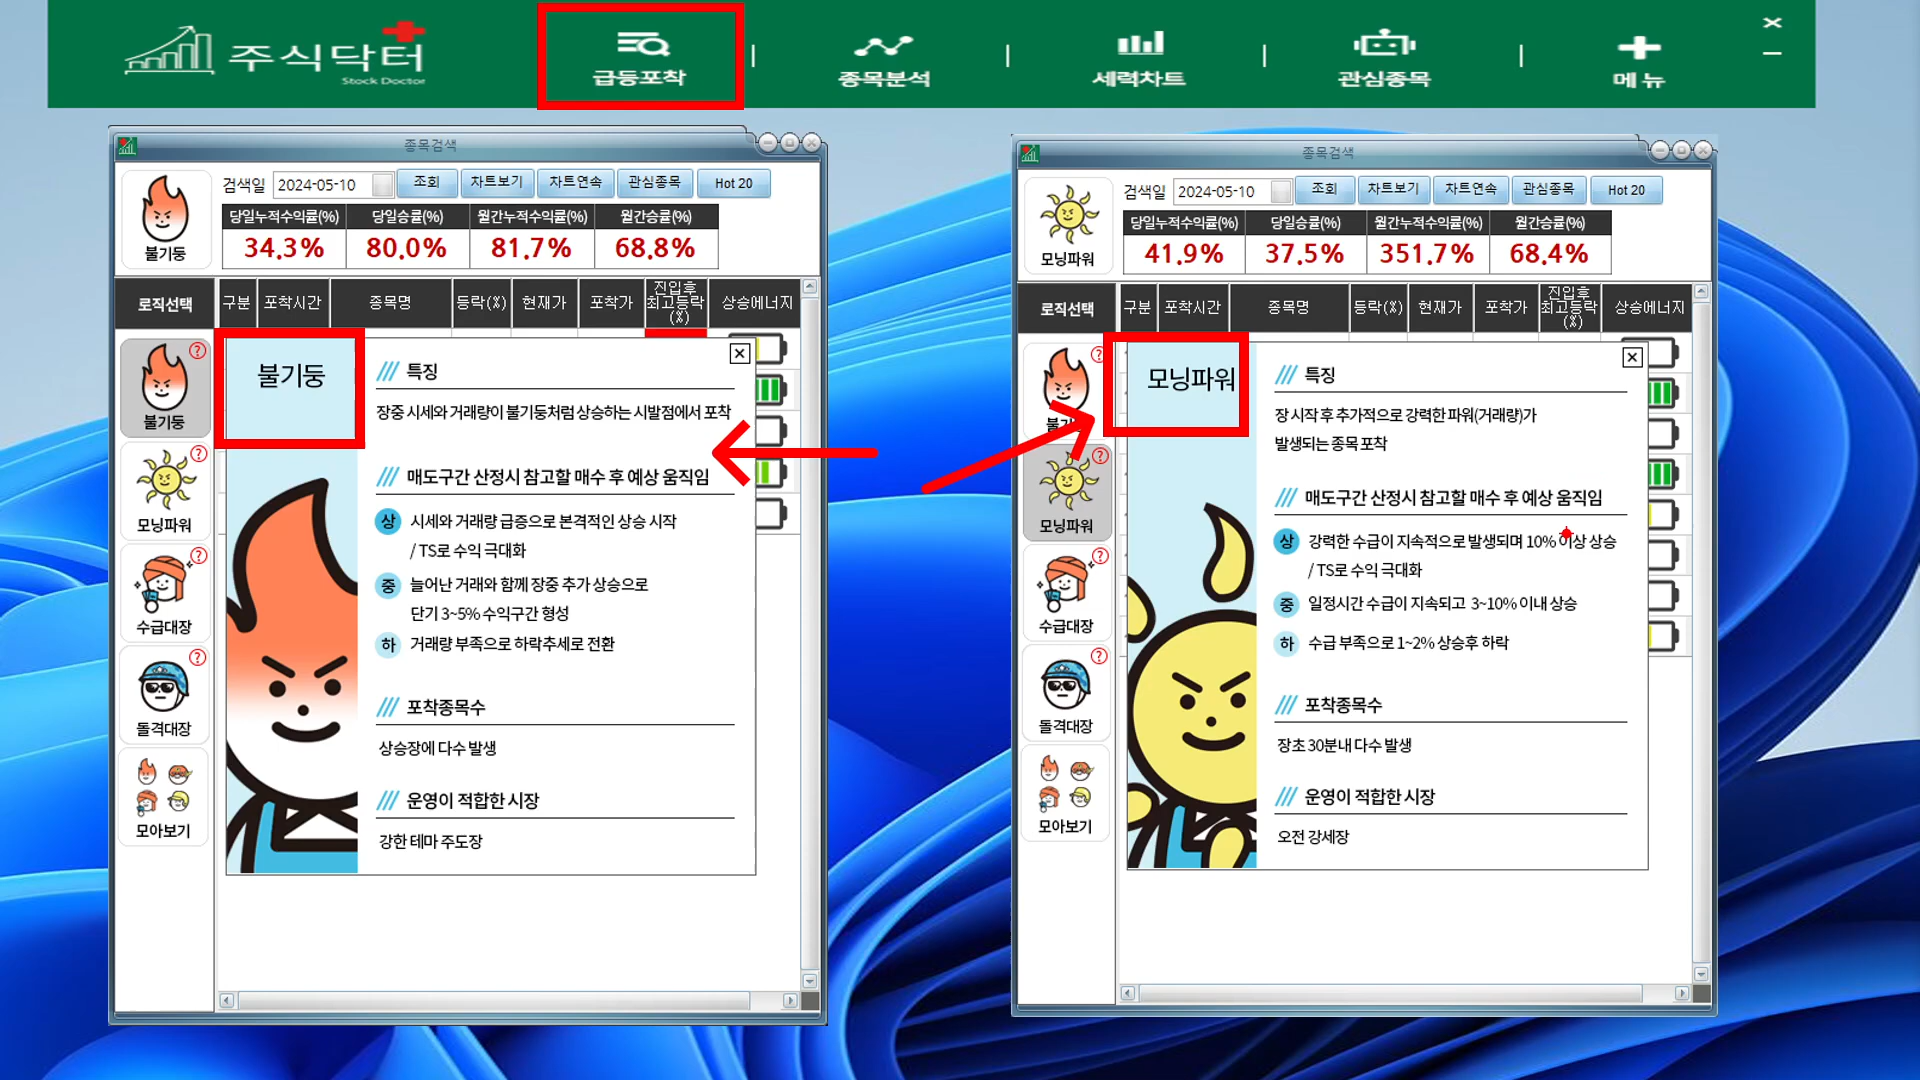 주식닥터
Stock Doctor
급등포착
종목분석
세력차트
관심종목
메뉴
종목검색
불기둥
검색일 2024-05-10 조회 차트보기 차트연속 관심종목 Hot 20
당일누적수익률(%) 당일승률(%) 월간누적수익률(%) 월간승률(%)
34.3% 80.0% 81.7% 68.8%
로직선택 구분 포착시간 종목명 등락(%) 현재가 포착가 진입후 최고등락 (%) 상승에너지
불기둥
모닝파워
수급대장
돌격대장
모아보기
불기둥
/// 특징
장중 시세와 거래량이 불기둥처럼 상승하는 시발점에서 포착
/// 매도구간 산정시 참고할 매수 후 예상 움직임
상 시세와 거래량 급증으로 본격적인 상승 시작
/ TS로 수익 극대화
중 늘어난 거래와 함께 장중 추가 상승으로
단기 3~5% 수익구간 형성
하 거래량 부족으로 하락추세로 전환
/// 포착종목수
상승장에 다수 발생
/// 운영이 적합한 시장
강한 테마 주도장
종목검색
모닝파워
검색일 2024-05-10 조회 차트보기 차트연속 관심종목 Hot 20
당일누적수익률(%) 당일승률(%) 월간누적수익률(%) 월간승률(%)
41.9% 37.5% 351.7% 68.4%
로직선택 구분 포착시간 종목명 등락(%) 현재가 포착가 진입후 최고등락 (%) 상승에너지
모닝파워
수급대장
돌격대장
모아보기
모닝파워
/// 특징
장 시작 후 추가적으로 강력한 파워(거래량)가
발생되는 종목 포착
/// 매도구간 산정시 참고할 매수 후 예상 움직임
상 강력한 수급이 지속적으로 발생되며 10% 이상 상승
/ TS로 수익 극대화
중 일정시간 수급이 지속되고 3~10% 이내 상승
하 수급 부족으로 1~2% 상승후 하락
/// 포착종목수
장초 30분내 다수 발생
/// 운영이 적합한 시장
오전 강세장